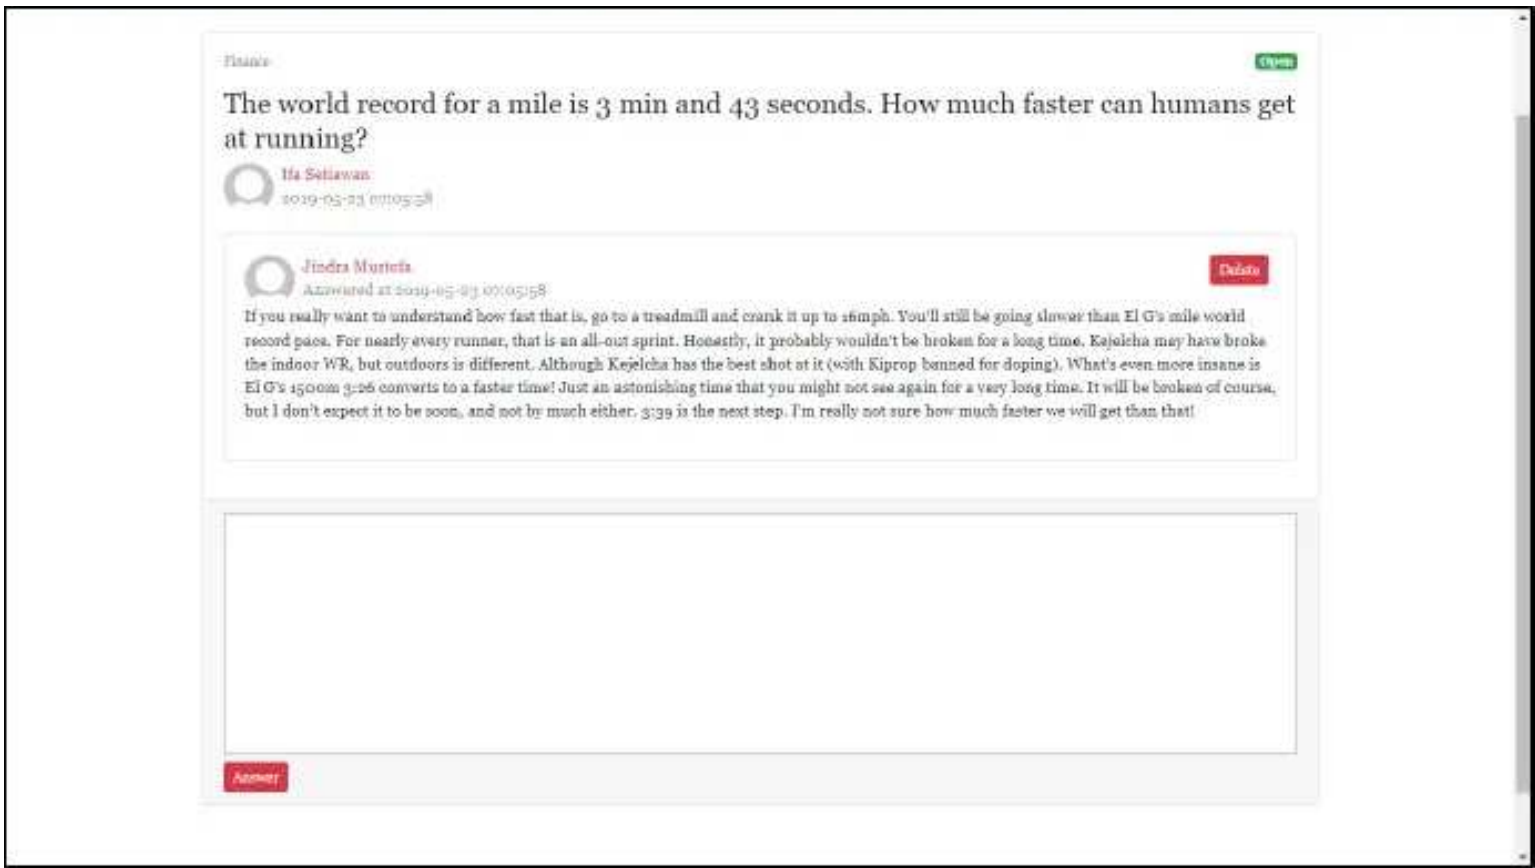 Finance
Open
The world record for a mile is 3 min and 43 seconds. How much faster can humans get
at running?
Ifa Setiawan
2019-05-23 07:05:58
Jindra Mustofa
Delete
Answered at 2019-05-23 07:05:58
If you really want to understand how fast that is, go to a treadmill and crank it up to 16mph. You'll still be going slower than El G's mile world
record pace. For nearly every runner, that is an all-out sprint. Honestly, it probably wouldn't be broken for a long time. Kejelcha may have broke
the indoor WR, but outdoors is different. Although Kejelcha has the best shot at it (with Kiprop banned for doping). What's even more insane is
El G's 1500m 3:26 converts to a faster time! Just an astonishing time that you might not see again for a very long time. It will be broken of course,
but I don't expect it to be soon, and not by much either. 3:39 is the next step. I'm really not sure how much faster we will get than that!
Answer